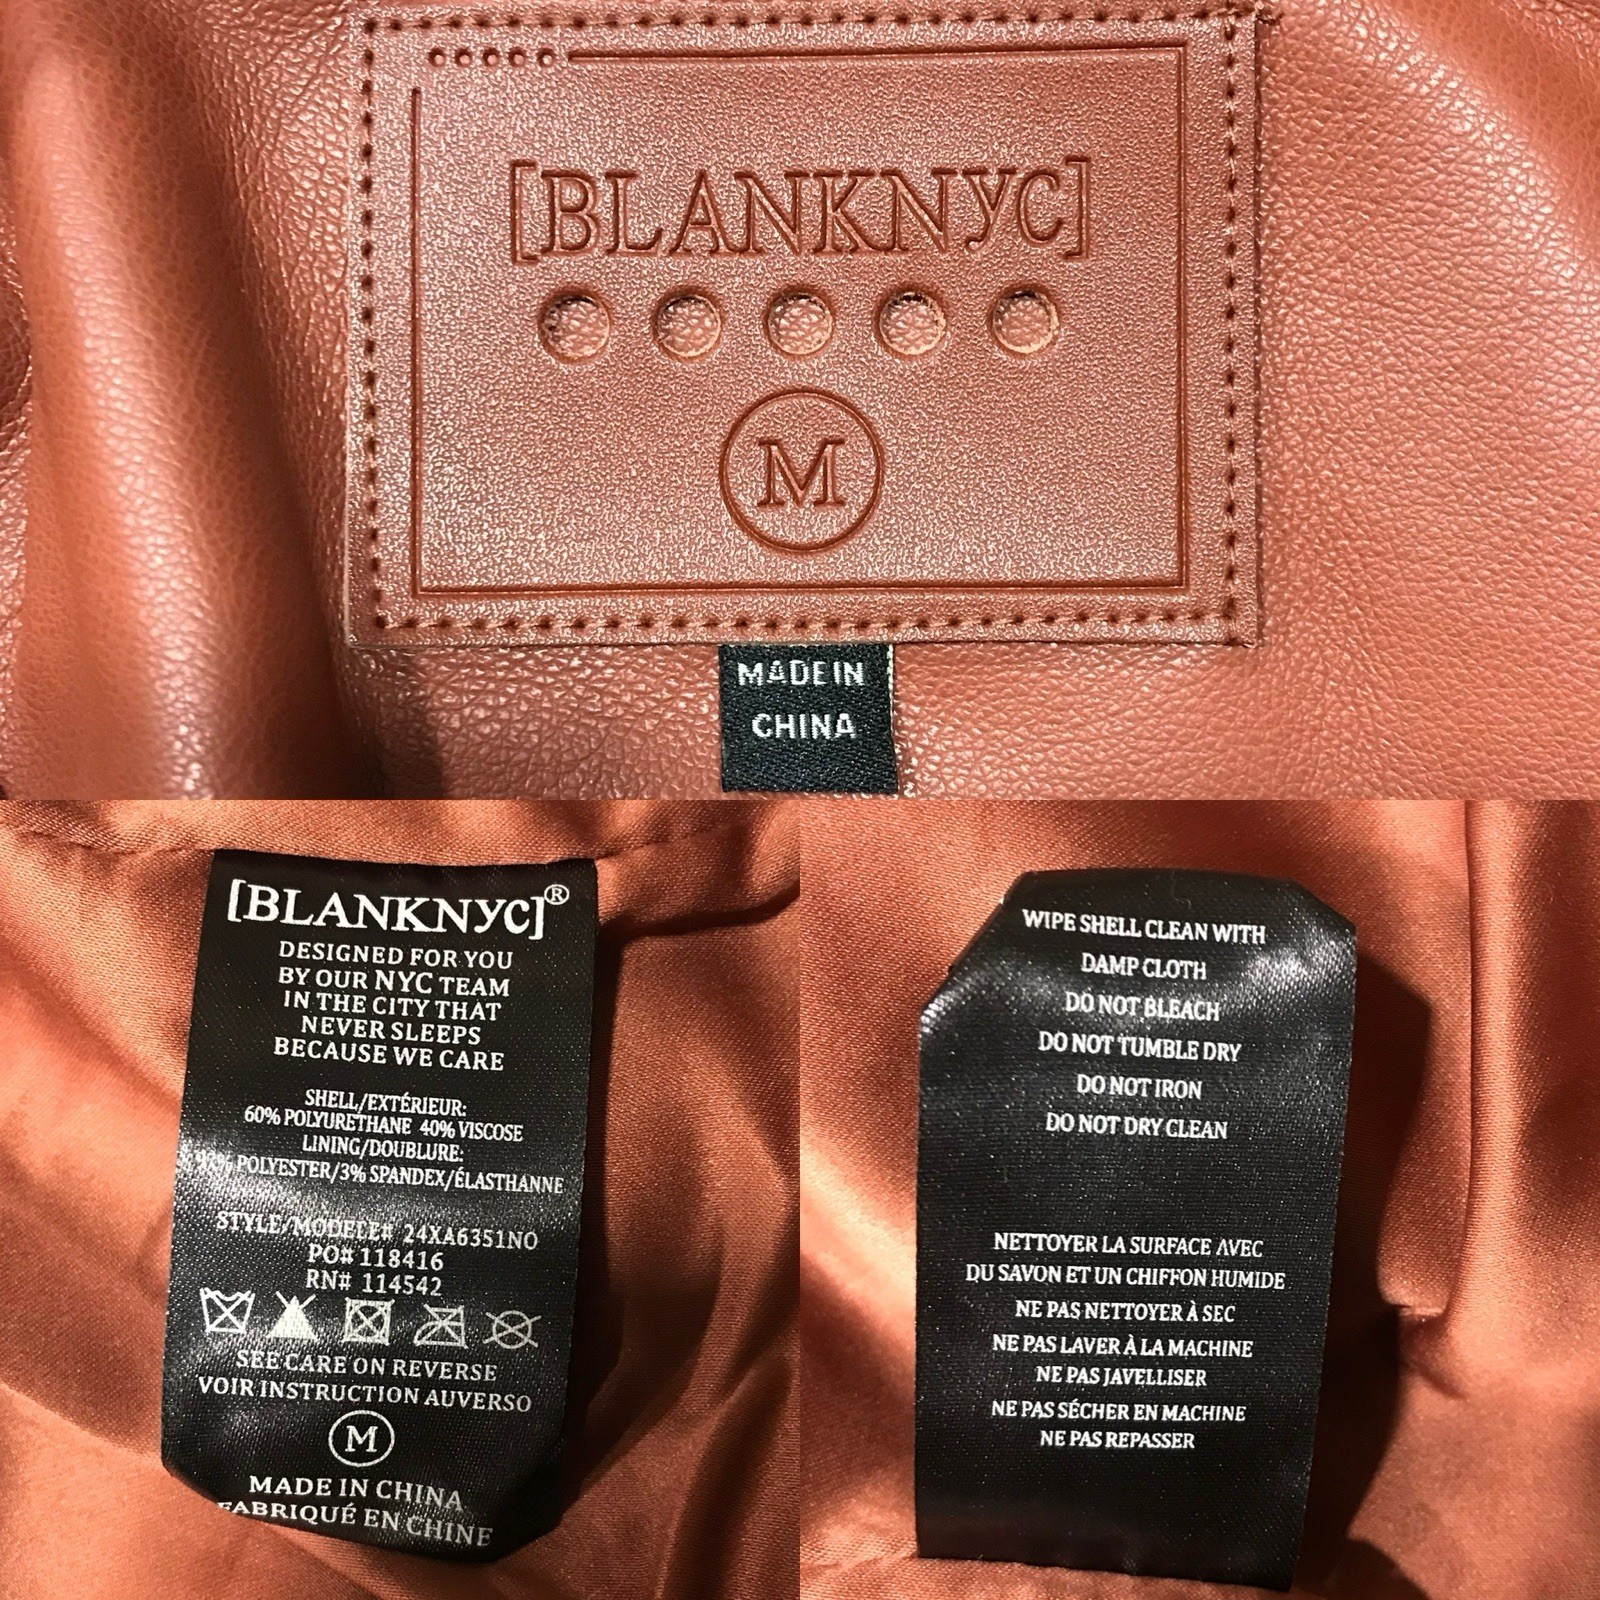 [BLANKNYC]
M
MADE IN
CHINA
[BLANKNYC]®
DESIGNED FOR YOU
BY OUR NYC TEAM
IN THE CITY THAT
NEVER SLEEPS
BECAUSE WE CARE
SHELL/EXTÉRIEUR:
60% POLYURETHANE 40% VISCOSE
LINING/DOUBLURE:
97% POLYESTER/3% SPANDEX/ÉLASTHANNE
STYLE/MODELE# 24XA6351NO
PO# 118416
RN# 114542
SEE CARE ON REVERSE
VOIR INSTRUCTION AUVERSO
M
MADE IN CHINA
FABRIQUÉ EN CHINE
WIPE SHELL CLEAN WITH
DAMP CLOTH
DO NOT BLEACH
DO NOT TUMBLE DRY
DO NOT IRON
DO NOT DRY CLEAN
NETTOYER LA SURFACE AVEC
DU SAVON ET UN CHIFFON HUMIDE
NE PAS NETTOYER À SEC
NE PAS LAVER À LA MACHINE
NE PAS JAVELLISER
NE PAS SÉCHER EN MACHINE
NE PAS REPASSER